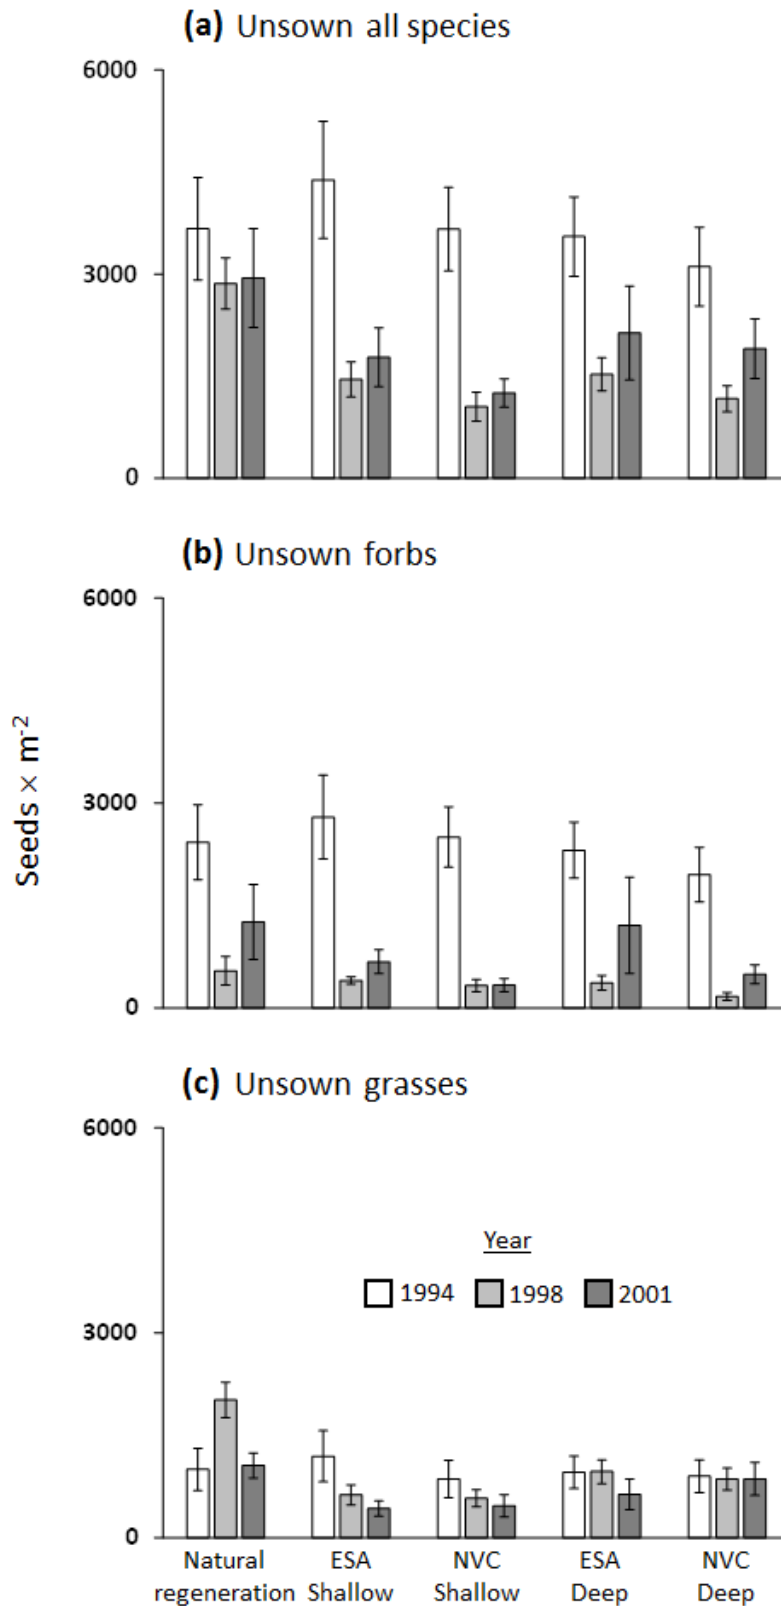 (a) Unsown all species
6000
3000
0
(b) Unsown forbs
6000
3000
0
Seeds × m⁻²
(c) Unsown grasses
6000
Year
1994 1998 2001
3000
0
Natural regeneration
ESA Shallow
NVC Shallow
ESA Deep
NVC Deep